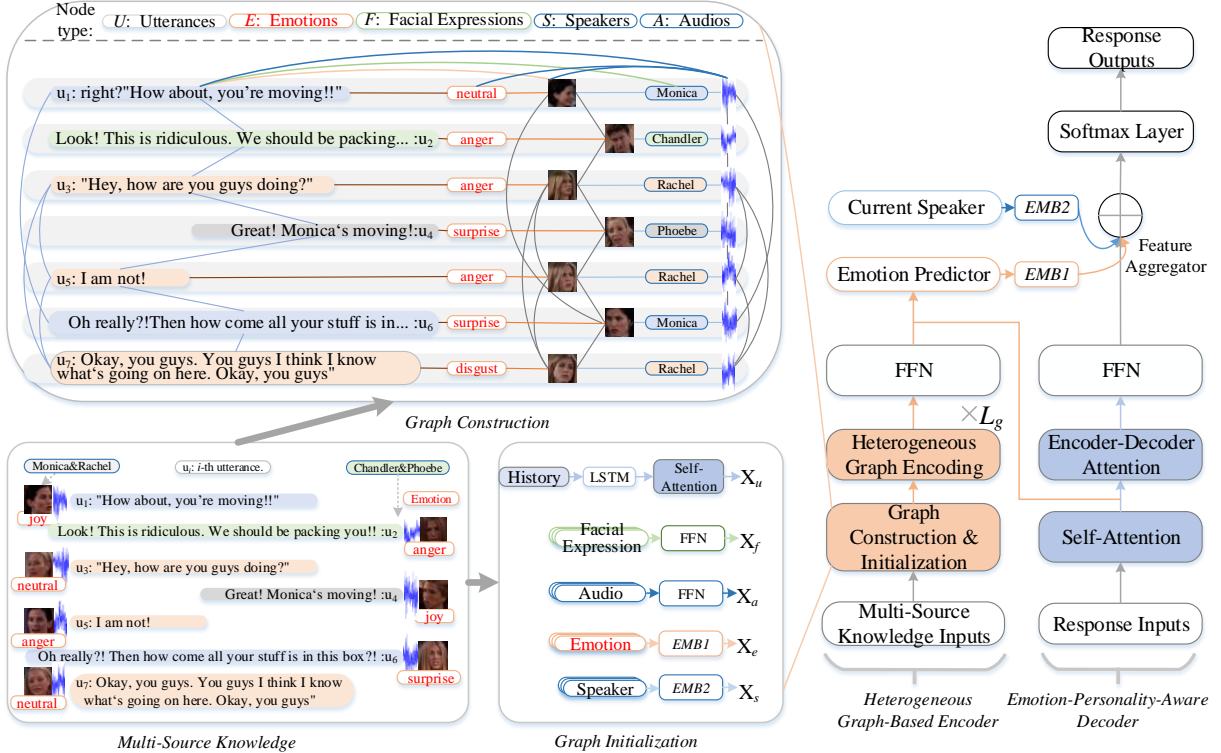 Node type: U: Utterances E: Emotions F: Facial Expressions S: Speakers A: Audios
u1: right?"How about, you're moving!!" neutral Monica
Look! This is ridiculous. We should be packing... :u2 anger Chandler
u3: "Hey, how are you guys doing?" anger Rachel
Great! Monica's moving!:u4 surprise Phoebe
u5: I am not! anger Rachel
Oh really?!Then how come all your stuff is in... :u6 surprise Monica
u7: Okay, you guys. You guys I think I know
what's going on here. Okay, you guys" disgust Rachel
Graph Construction
Monica&Rachel ui: i-th utterance. Chandler&Phoebe
Emotion
u1: "How about, you're moving!!"
joy
Look! This is ridiculous. We should be packing you!! :u2
anger
u3: "Hey, how are you guys doing?"
neutral
Great! Monica's moving! :u4
joy
u5: I am not!
anger
Oh really?! Then how come all your stuff is in this box?! :u6
surprise
u7: Okay, you guys. You guys I think I know
what's going on here. Okay, you guys"
neutral
Multi-Source Knowledge
History LSTM Self-Attention Xu
Facial Expression FFN Xf
Audio FFN Xa
Emotion EMB1 Xe
Speaker EMB2 Xs
Graph Initialization
Response
Outputs
Softmax Layer
Current Speaker EMB2
Feature
Aggregator
Emotion Predictor EMB1
FFN FFN
×Lg
Heterogeneous
Graph Encoding
Encoder-Decoder
Attention
Graph
Construction &
Initialization
Self-Attention
Multi-Source
Knowledge Inputs
Response Inputs
Heterogeneous
Graph-Based Encoder
Emotion-Personality-Aware
Decoder